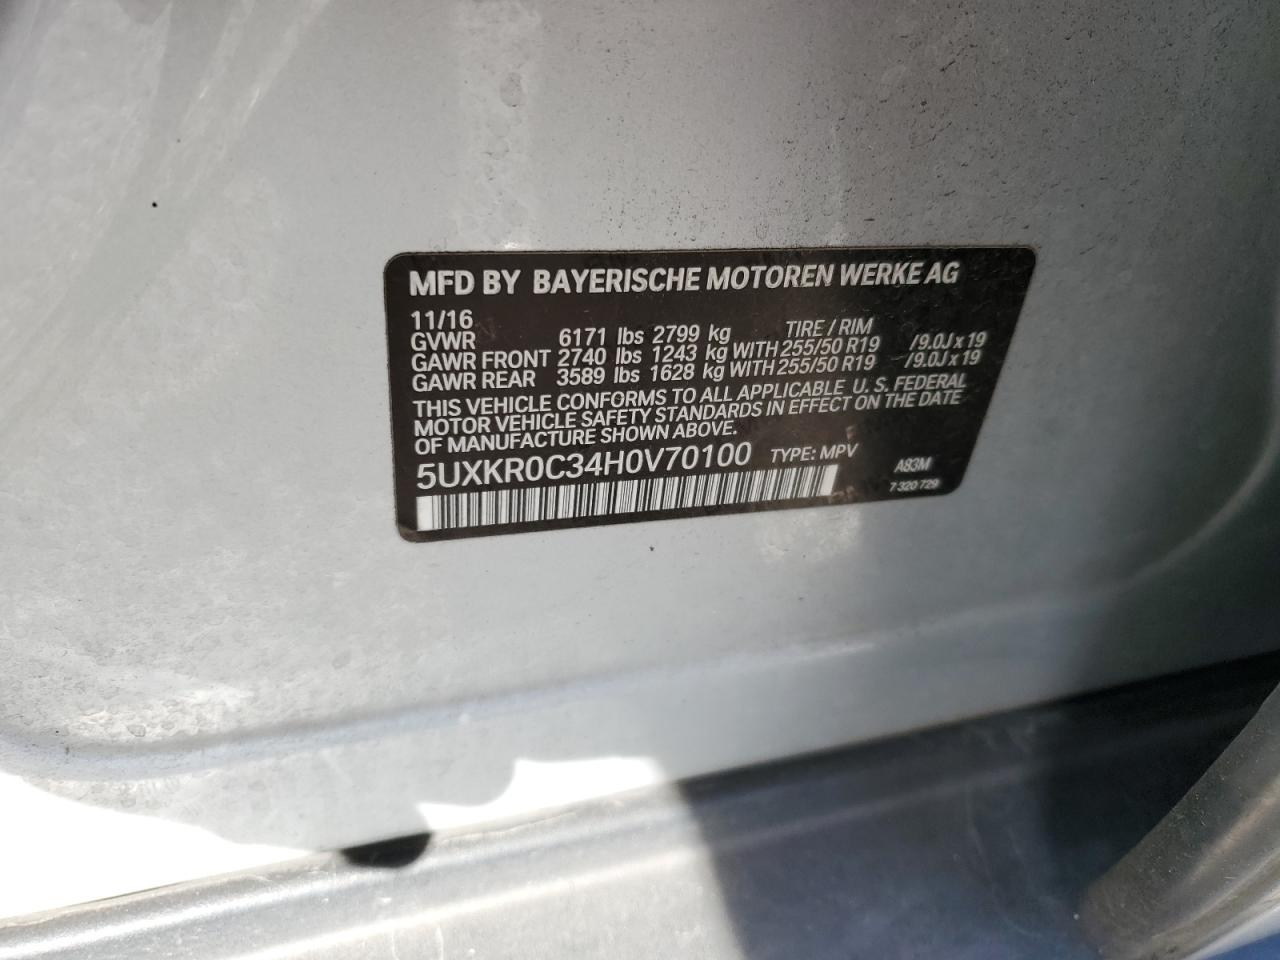 MFD BY BAYERISCHE MOTOREN WERKE AG
11/16
GVWR 6171 lbs 2799 kg TIRE / RIM
GAWR FRONT 2740 lbs 1243 kg WITH 255/50 R19 /9.0J x 19
GAWR REAR 3589 lbs 1628 kg WITH 255/50 R19 /9.0J x 19
THIS VEHICLE CONFORMS TO ALL APPLICABLE U. S. FEDERAL
MOTOR VEHICLE SAFETY STANDARDS IN EFFECT ON THE DATE
OF MANUFACTURE SHOWN ABOVE.
5UXKR0C34H0V70100 TYPE: MPV
A83M
7 320 729